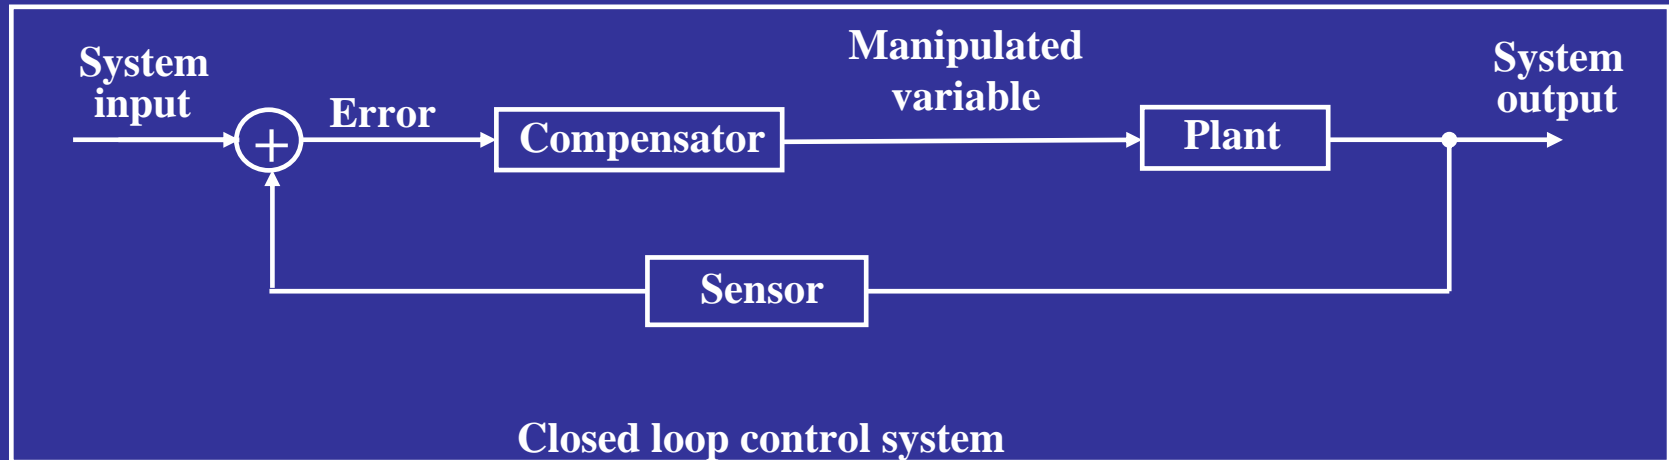 System
input
+
Error
Compensator
Manipulated
variable
Plant
System
output
Sensor
Closed loop control system